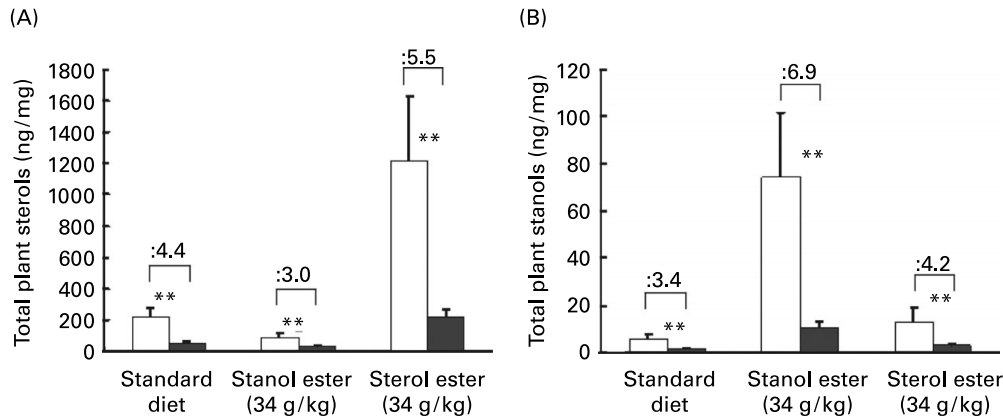 (A)
Total plant sterols (ng/mg)
1800
1600
1400
1200
1000
800
600
400
200
0
:4.4
**
:3.0
**
:5.5
**
Standard
diet
Stanol ester
(34 g/kg)
Sterol ester
(34 g/kg)
(B)
Total plant stanols (ng/mg)
120
100
80
60
40
20
0
:3.4
**
:6.9
**
:4.2
**
Standard
diet
Stanol ester
(34 g/kg)
Sterol ester
(34 g/kg)